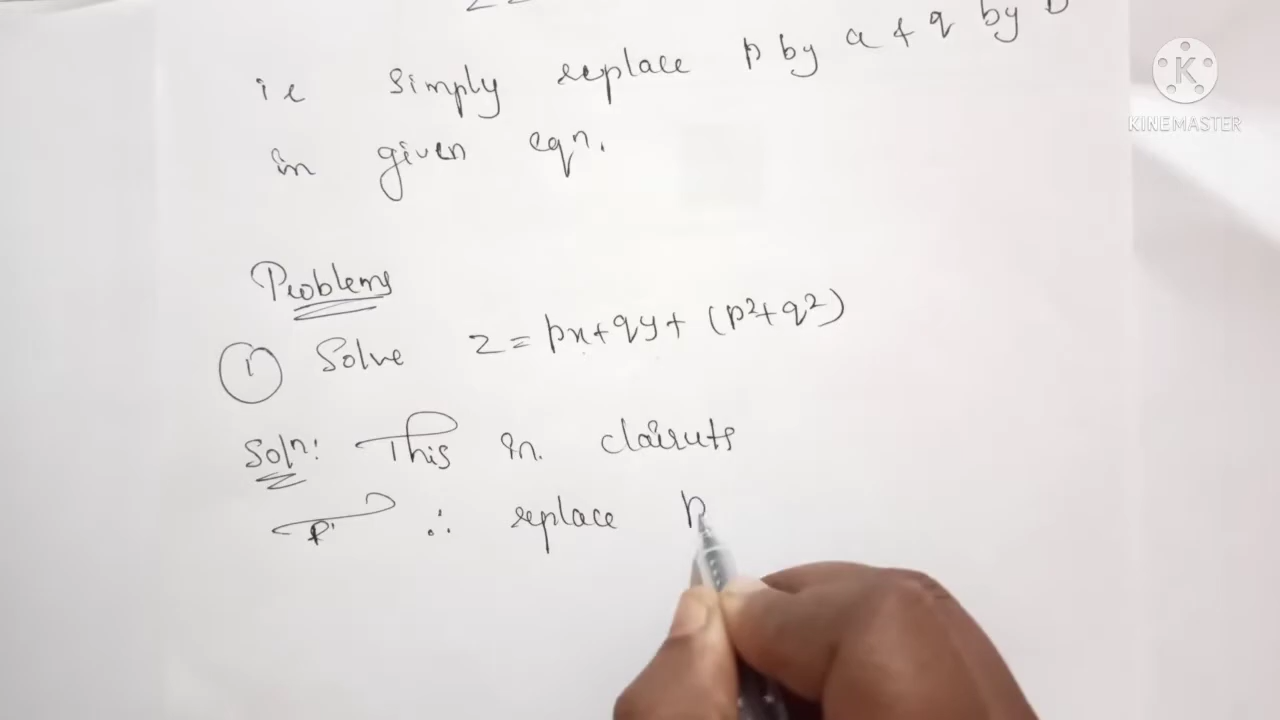 ie simply replace p by a & q by b
in given eqn.
KINEMASTER
Problems
① Solve z = px+qy+ (p²+q²)
Soln: This in clairuts
∴ replace p